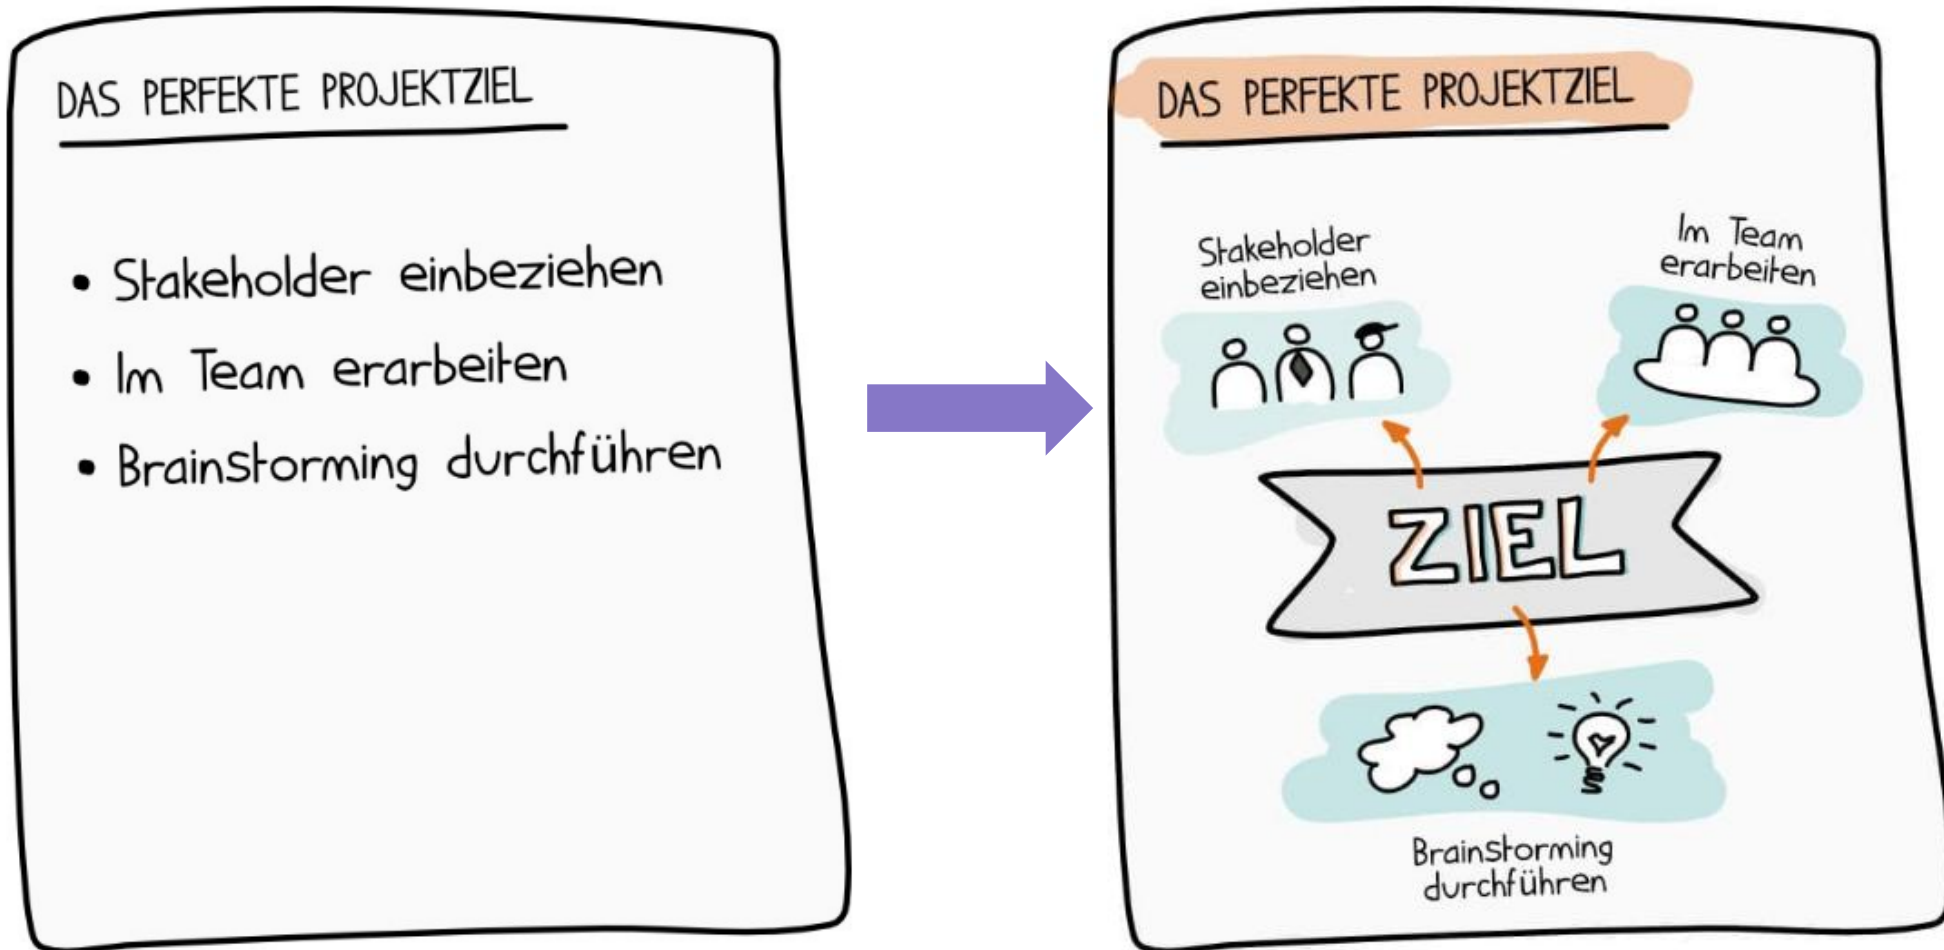 DAS PERFEKTE PROJEKTZIEL
• Stakeholder einbeziehen
• Im Team erarbeiten
• Brainstorming durchführen
DAS PERFEKTE PROJEKTZIEL
Stakeholder
einbeziehen
Im Team
erarbeiten
ZIEL
Brainstorming
durchführen